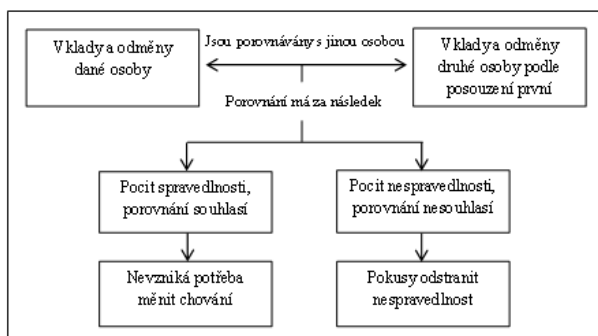 Vklady a odměny
dané osoby
Jsou porovnávány s jinou osobou
Vklady a odměny
druhé osoby podle
posouzení první
Porovnání má za následek
Pocit spravedlnosti,
porovnání souhlasí
Pocit nespravedlnosti,
porovnání nesouhlasí
Nevzniká potřeba
měnit chování
Pokusy odstranit
nespravedlnost